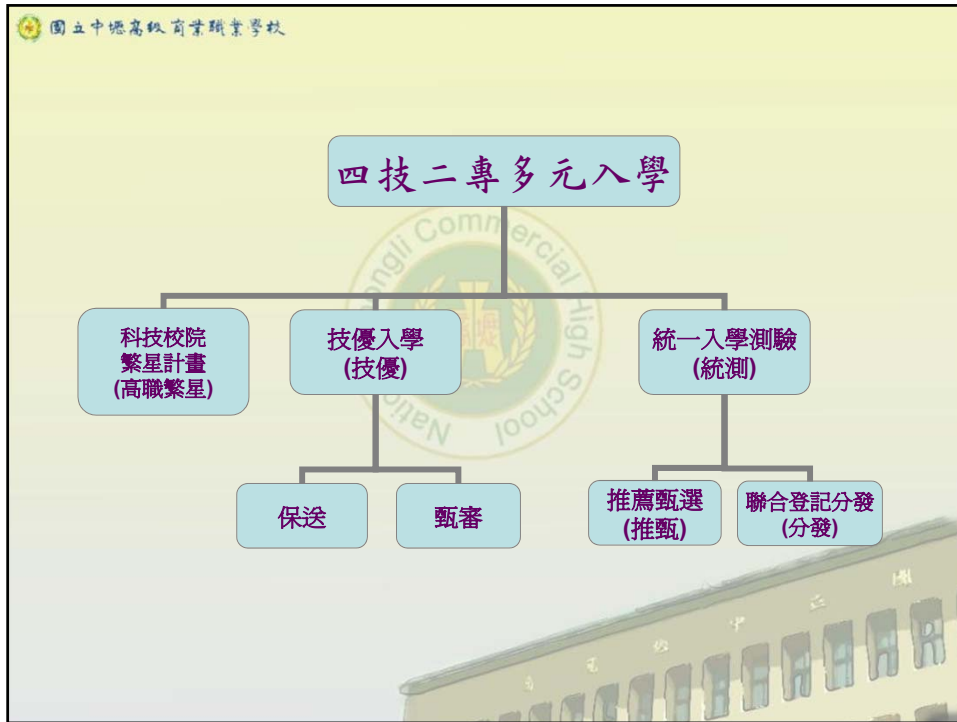 國立中壢高級商業職業學校
四技二專多元入學
科技校院
繁星計畫
(高職繁星)
技優入學
(技優)
統一入學測驗
(統測)
保送
甄審
推薦甄選
(推甄)
聯合登記分發
(分發)
Commercial High School